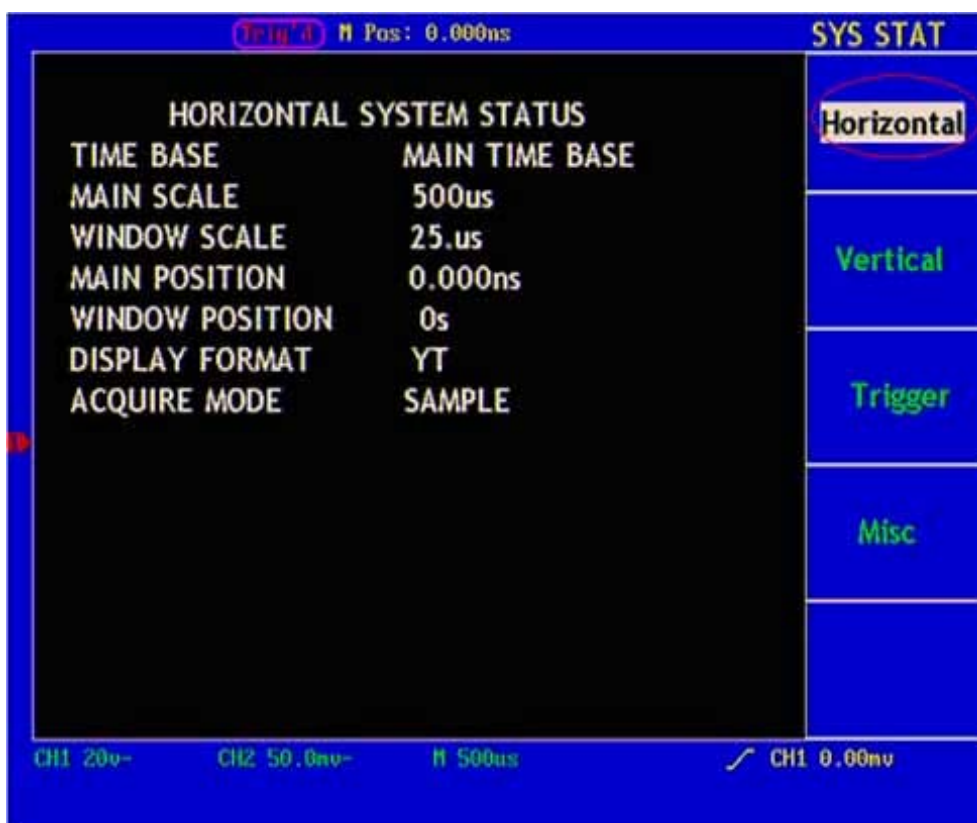 Trig'd M Pos: 0.000ns
SYS STAT
HORIZONTAL SYSTEM STATUS
TIME BASE MAIN TIME BASE
MAIN SCALE 500us
WINDOW SCALE 25.us
MAIN POSITION 0.000ns
WINDOW POSITION 0s
DISPLAY FORMAT YT
ACQUIRE MODE SAMPLE
Horizontal
Vertical
Trigger
Misc
CH1 20v- CH2 50.0mv- M 500us CH1 0.00mv